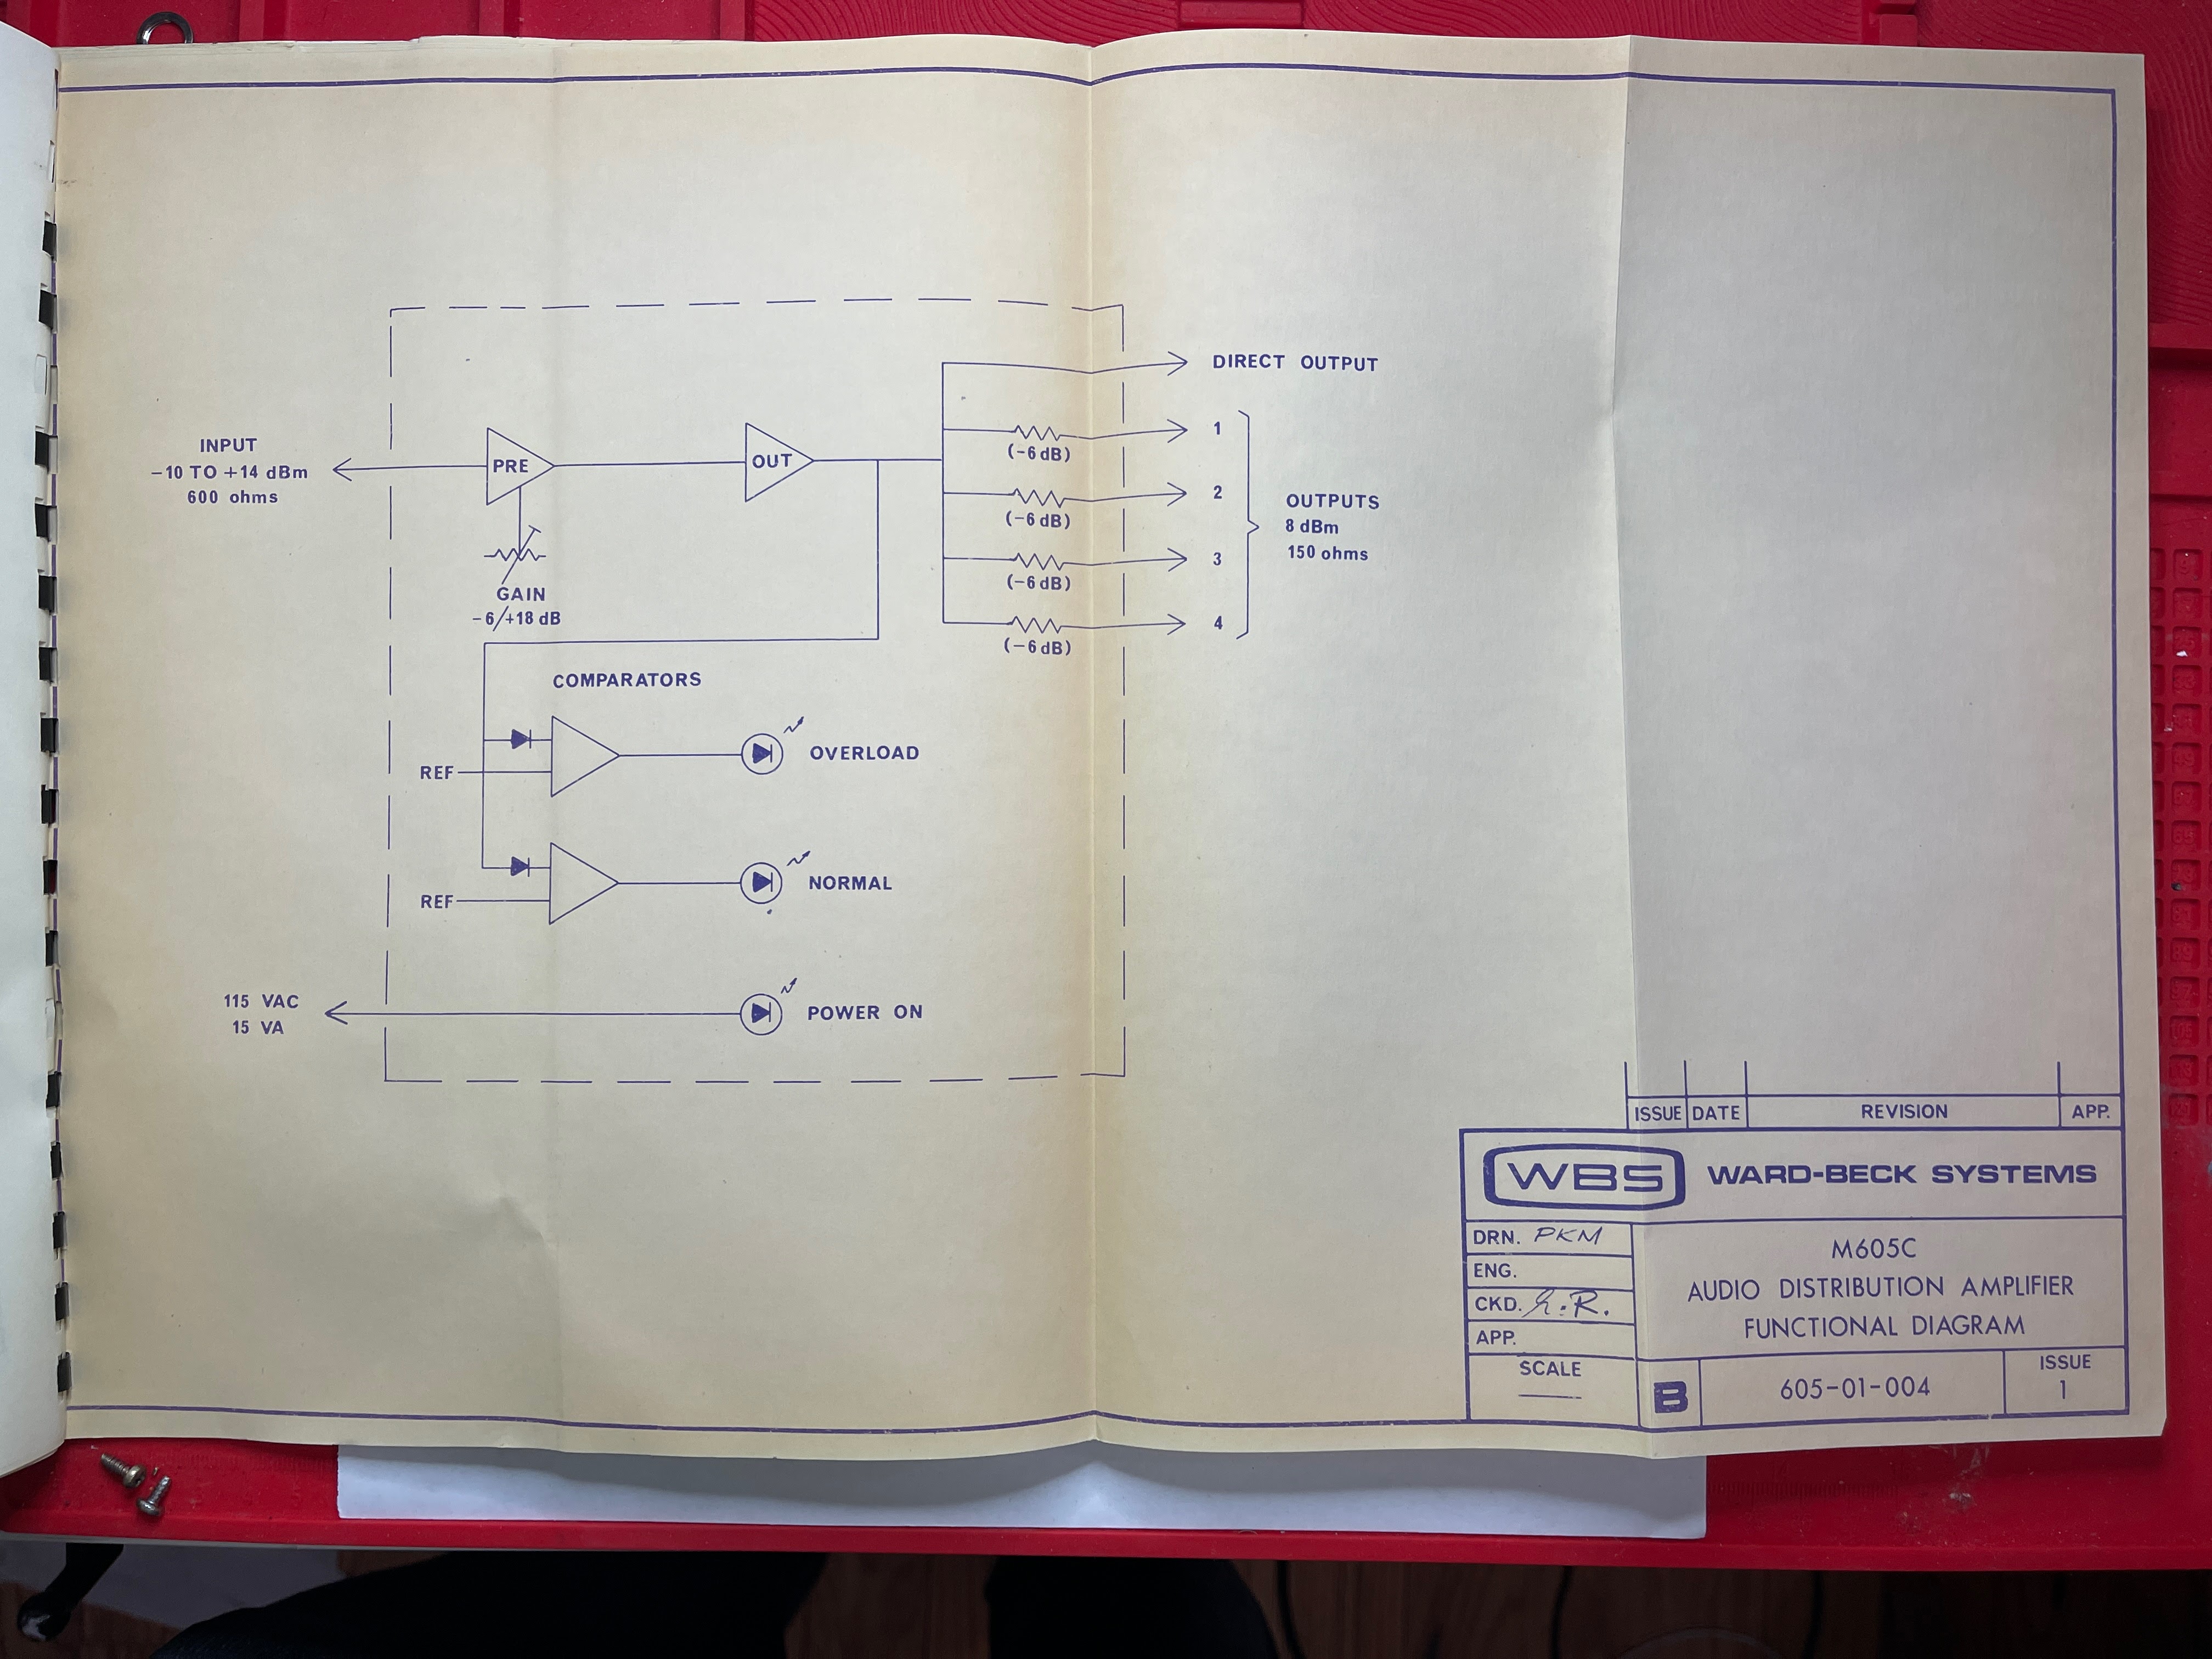 DIRECT OUTPUT
INPUT
-10 TO +14 dBm
600 ohms
PRE
OUT
GAIN
-6/+18 dB
1
(-6 dB)
2
(-6 dB)
3
(-6 dB)
4
(-6 dB)
OUTPUTS
8 dBm
150 ohms
COMPARATORS
REF
OVERLOAD
REF
NORMAL
115 VAC
15 VA
POWER ON
ISSUE DATE REVISION APP.
WBS WARD-BECK SYSTEMS
DRN. PKM
ENG.
CKD. R.
APP.
SCALE
M605C
AUDIO DISTRIBUTION AMPLIFIER
FUNCTIONAL DIAGRAM
B
605-01-004
ISSUE
1